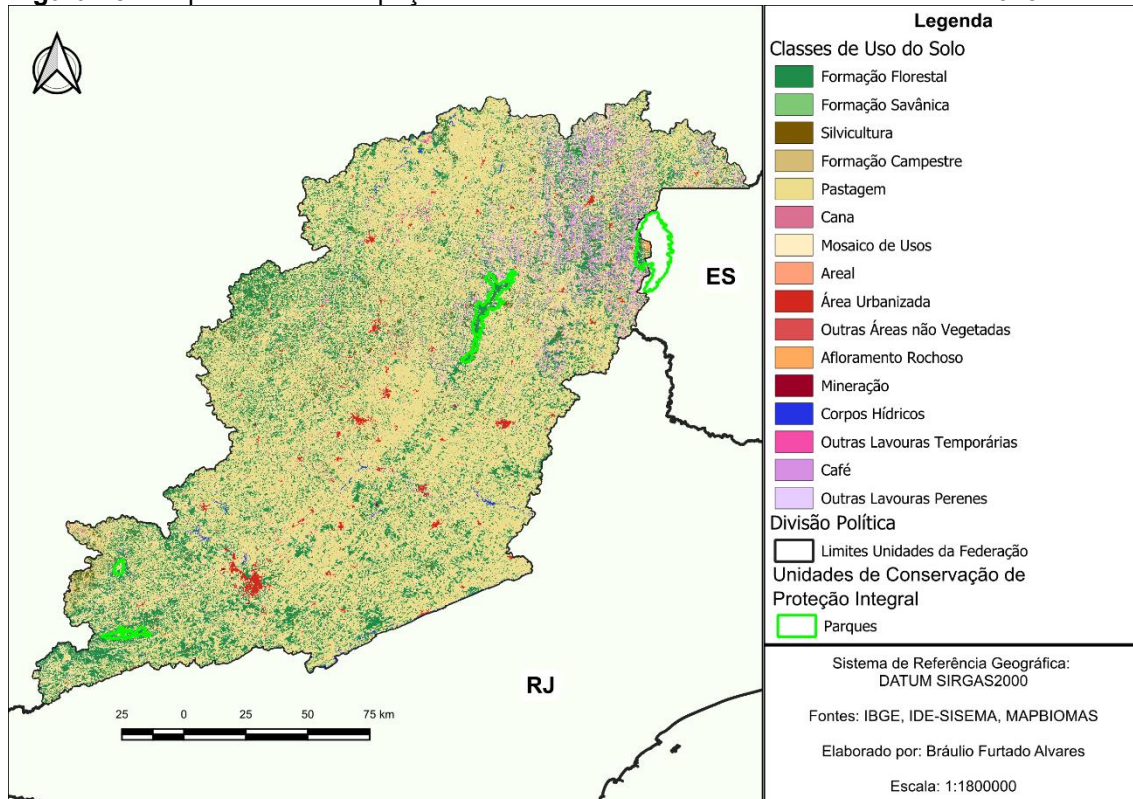 Legenda
Classes de Uso do Solo
Formação Florestal
Formação Savânica
Silvicultura
Formação Campestre
Pastagem
Cana
Mosaico de Usos
Areal
Área Urbanizada
Outras Áreas não Vegetadas
Afloramento Rochoso
Mineração
Corpos Hídricos
Outras Lavouras Temporárias
Café
Outras Lavouras Perenes
Divisão Política
Limites Unidades da Federação
Unidades de Conservação de
Proteção Integral
Parques
ES
RJ
25 0 25 50 75 km
Sistema de Referência Geográfica:
DATUM SIRGAS2000
Fontes: IBGE, IDE-SISEMA, MAPBIOMAS
Elaborado por: Bráulio Furtado Alvares
Escala: 1:1800000